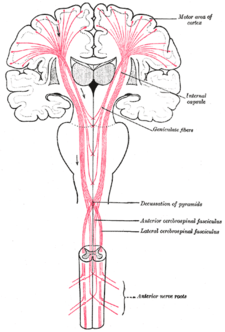 Motor area of
cortex
Internal
capsule
Geniculate fibers
Decussation of pyramids
Anterior cerebrospinal fasciculus
Lateral cerebrospinal fasciculus
Anterior nerve roots